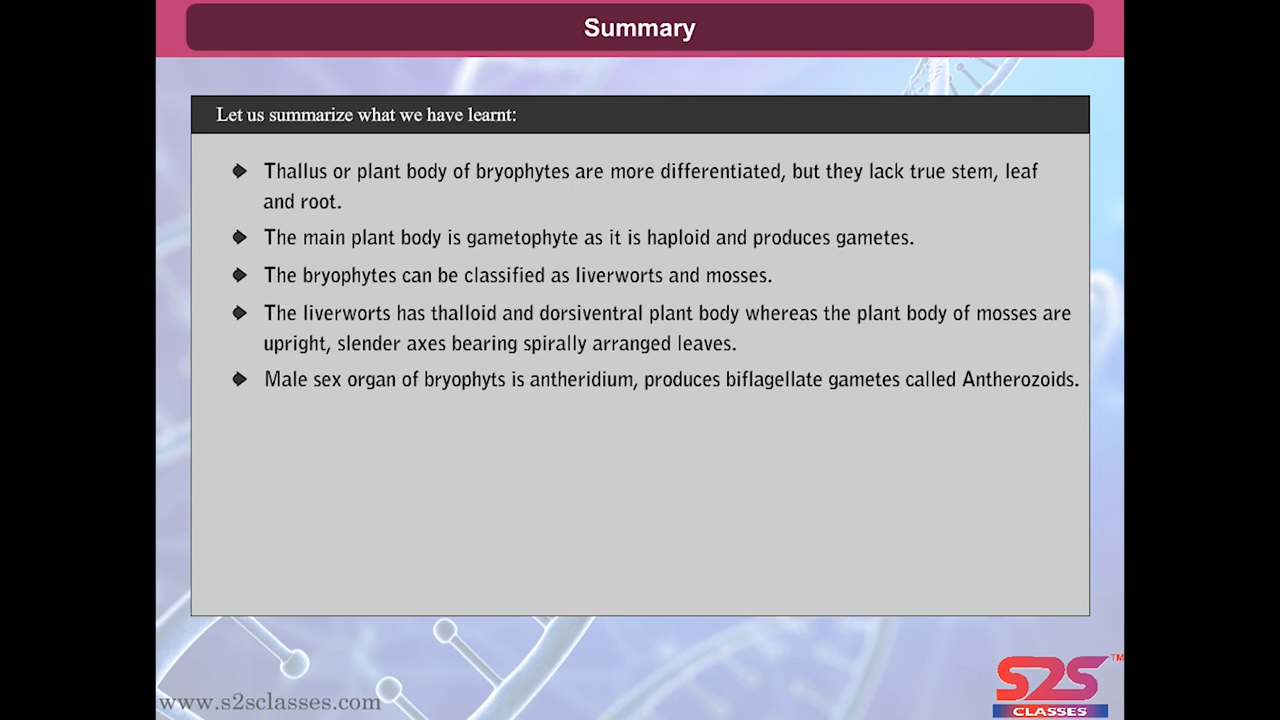 Summary
Let us summarize what we have learnt:
Thallus or plant body of bryophytes are more differentiated, but they lack true stem, leaf
and root.
The main plant body is gametophyte as it is haploid and produces gametes.
The bryophytes can be classified as liverworts and mosses.
The liverworts has thalloid and dorsiventral plant body whereas the plant body of mosses are
upright, slender axes bearing spirally arranged leaves.
Male sex organ of bryophyts is antheridium, produces biflagellate gametes called Antherozoids.
S2S TM
CLASSES
www.s2sclasses.com